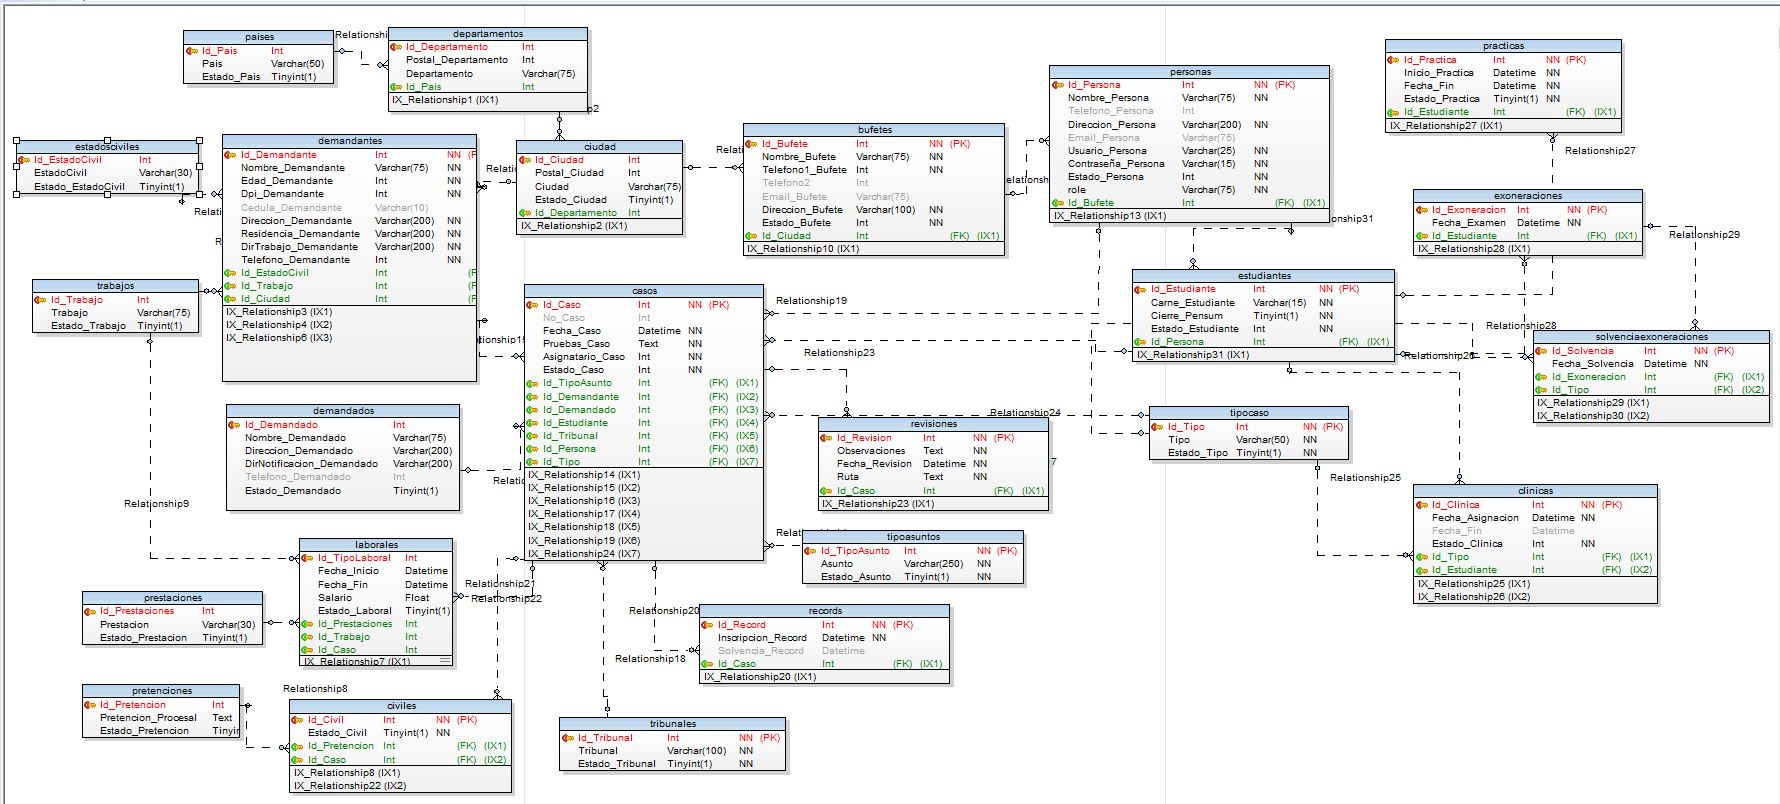 paises
Id_Pais Int
Pais Varchar(50)
Estado_Pais Tinyint(1)
Relationshi
departamentos
Id_Departamento Int
Postal_Departamento Int
Departamento Varchar(75)
Id_Pais Int
IX_Relationship1 (IX1)
p2
estadosciviles
Id_EstadoCivil Int
EstadoCivil Varchar(30)
Estado_EstadoCivil Tinyint(1)
Relati
R
demandantes
Id_Demandante Int NN (P
Nombre_Demandante Varchar(75) NN
Edad_Demandante Int NN
Dpi_Demandante Int NN
Cedula_Demandante Varchar(10)
Direccion_Demandante Varchar(200) NN
Residencia_Demandante Varchar(200) NN
DirTrabajo_Demandante Varchar(200) NN
Telefono_Demandante Int NN
Id_EstadoCivil Int (F
Id_Trabajo Int (F
Id_Ciudad Int (F
IX_Relationship3 (IX1)
IX_Relationship4 (IX2)
IX_Relationship6 (IX3)
Relatio
ciudad
Id_Ciudad Int
Postal_Ciudad Int
Ciudad Varchar(75)
Estado_Ciudad Tinyint(1)
Id_Departamento Int
IX_Relationship2 (IX1)
Relat
bufetes
Id_Bufete Int NN (PK)
Nombre_Bufete Varchar(75) NN
Telefono1_Bufete Int NN
Telefono2 Int
Email_Bufete Varchar(75)
Direccion_Bufete Varchar(100) NN
Estado_Bufete Int NN
Id_Ciudad Int (FK) (IX1)
IX_Relationship10 (IX1)
elationsh
personas
Id_Persona Int NN (PK)
Nombre_Persona Varchar(75) NN
Telefono_Persona Int
Direccion_Persona Varchar(200) NN
Email_Persona Varchar(75)
Usuario_Persona Varchar(25) NN
Contraseña_Persona Varchar(15) NN
Estado_Persona Int NN
role Varchar(75) NN
Id_Bufete Int (FK) (IX1)
IX_Relationship13 (IX1)
nship31
practicas
Id_Practica Int NN (PK)
Inicio_Practica Datetime NN
Fecha_Fin Datetime NN
Estado_Practica Tinyint(1) NN
Id_Estudiante Int (FK) (IX1)
IX_Relationship27 (IX1)
Relationship27
exoneraciones
Id_Exoneracion Int NN (PK)
Fecha_Examen Datetime NN
Id_Estudiante Int (FK) (IX1)
IX_Relationship28 (IX1)
Relationship29
trabajos
Id_Trabajo Int
Trabajo Varchar(75)
Estado_Trabajo Tinyint(1)
nship15
casos
Id_Caso Int NN (PK)
No_Caso Int
Fecha_Caso Datetime NN
Pruebas_Caso Text NN
Asignatario_Caso Int NN
Estado_Caso Int NN
Id_TipoAsunto Int (FK) (IX1)
Id_Demandante Int (FK) (IX2)
Id_Demandado Int (FK) (IX3)
Id_Estudiante Int (FK) (IX4)
Id_Tribunal Int (FK) (IX5)
Id_Persona Int (FK) (IX6)
Id_Tipo Int (FK) (IX7)
IX_Relationship14 (IX1)
IX_Relationship15 (IX2)
IX_Relationship16 (IX3)
IX_Relationship17 (IX4)
IX_Relationship18 (IX5)
IX_Relationship19 (IX6)
IX_Relationship24 (IX7)
Relationship19
Relationship23
estudiantes
Id_Estudiante Int NN (PK)
Carne_Estudiante Varchar(15) NN
Cierre_Pensum Tinyint(1) NN
Estado_Estudiante Int NN
Id_Persona Int (FK) (IX1)
IX_Relationship31 (IX1)
Relationship28
Relationship26
solvenciaexoneraciones
Id_Solvencia Int NN (PK)
Fecha_Solvencia Datetime NN
Id_Exoneracion Int (FK) (IX1)
Id_Tipo Int (FK) (IX2)
IX_Relationship29 (IX1)
IX_Relationship30 (IX2)
demandados
Id_Demandado Int
Nombre_Demandado Varchar(75)
Direccion_Demandado Varchar(200)
DirNotificacion_Demandado Varchar(200)
Telefono_Demandado Int
Estado_Demandado Tinyint(1)
Relatic
Relationship24
revisiones
Id_Revision Int NN (PK)
Observaciones Text NN
Fecha_Revision Datetime NN
Ruta Text NN
Id_Caso Int (FK) (IX1)
IX_Relationship23 (IX1)
7
tipocaso
Id_Tipo Int NN (PK)
Tipo Varchar(50) NN
Estado_Tipo Tinyint(1) NN
Relationship25
clinicas
Id_Clinica Int NN (PK)
Fecha_Asignacion Datetime NN
Fecha_Fin Datetime
Estado_Clinica Int NN
Id_Tipo Int (FK) (IX1)
Id_Estudiante Int (FK) (IX2)
IX_Relationship25 (IX1)
IX_Relationship26 (IX2)
Relationship9
laborales
Id_TipoLaboral Int
Fecha_Inicio Datetime
Fecha_Fin Datetime
Salario Float
Estado_Laboral Tinyint(1)
Id_Prestaciones Int
Id_Trabajo Int
Id_Caso Int
IX_Relationship7 (IX1)
Relationship21
Relationship22
Relat
tipoasuntos
Id_TipoAsunto Int NN (PK)
Asunto Varchar(250) NN
Estado_Asunto Tinyint(1) NN
prestaciones
Id_Prestaciones Int
Prestacion Varchar(30)
Estado_Prestacion Tinyint(1)
Relationship20
Relationship18
records
Id_Record Int NN (PK)
Inscripcion_Record Datetime NN
Solvencia_Record Datetime
Id_Caso Int (FK) (IX1)
IX_Relationship20 (IX1)
pretenciones
Id_Pretencion Int
Pretencion_Procesal Text
Estado_Pretencion Tinyir
Relationship8
civiles
Id_Civil Int NN (PK)
Estado_Civil Tinyint(1) NN
Id_Pretencion Int (FK) (IX1)
Id_Caso Int (FK) (IX2)
IX_Relationship8 (IX1)
IX_Relationship22 (IX2)
tribunales
Id_Tribunal Int NN (PK)
Tribunal Varchar(100) NN
Estado_Tribunal Tinyint(1) NN